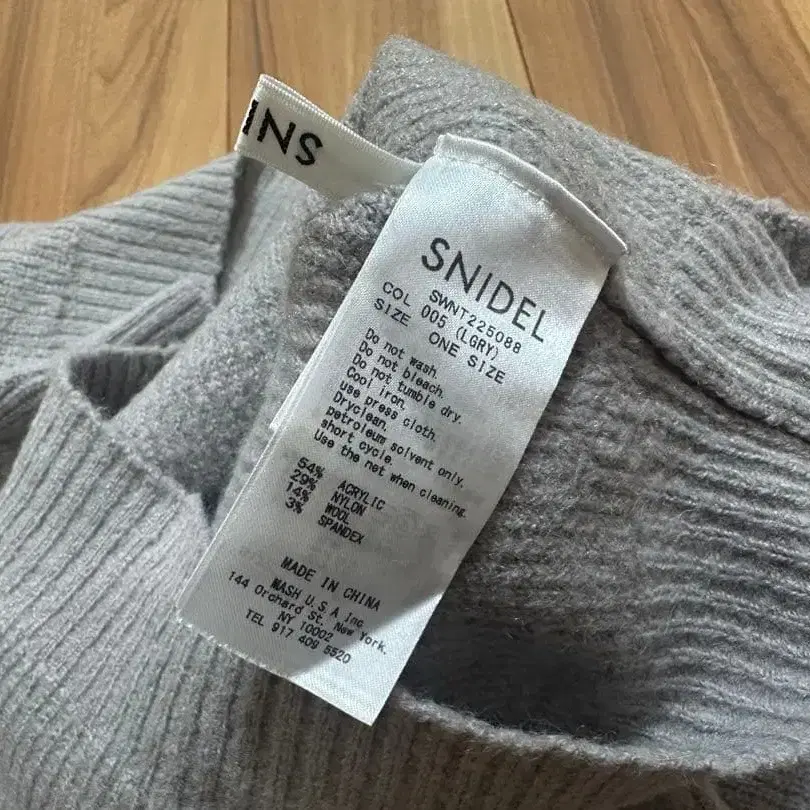 INS
SNIDEL
SWNT225088
COL 005 (LGRY)
SIZE ONE SIZE
Do not wash.
Do not bleach.
Do not tumble dry.
Cool iron.
use press cloth.
Dryclean.
petroleum solvent only.
short cycle.
Use the net when cleaning.
54% ACRYLIC
29% NYLON
14% WOOL
3% SPANDEX
MADE IN CHINA
MASH U.S.A Inc.
144 Orchard St. New York.
NY 10002
TEL 917 409 5520